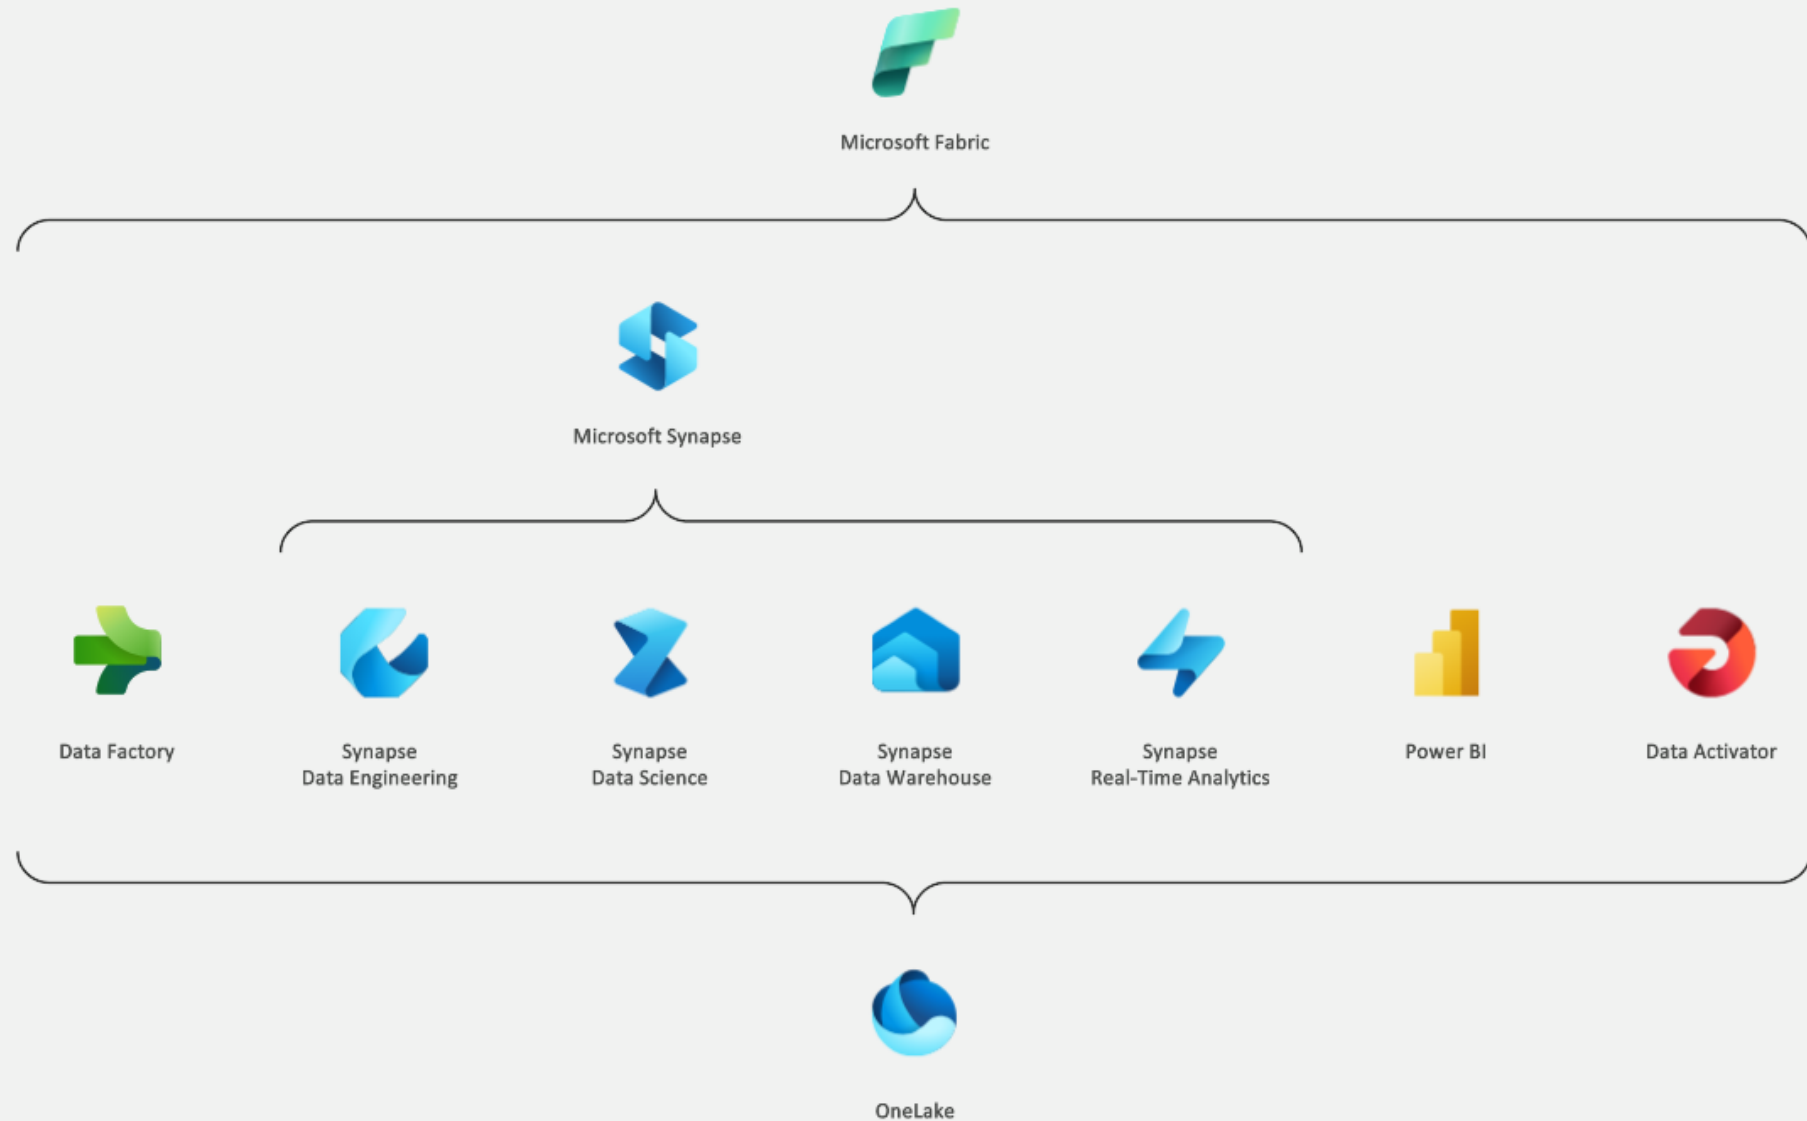 Microsoft Fabric
Microsoft Synapse
Data Factory
Synapse
Data Engineering
Synapse
Data Science
Synapse
Data Warehouse
Synapse
Real-Time Analytics
Power BI
Data Activator
OneLake